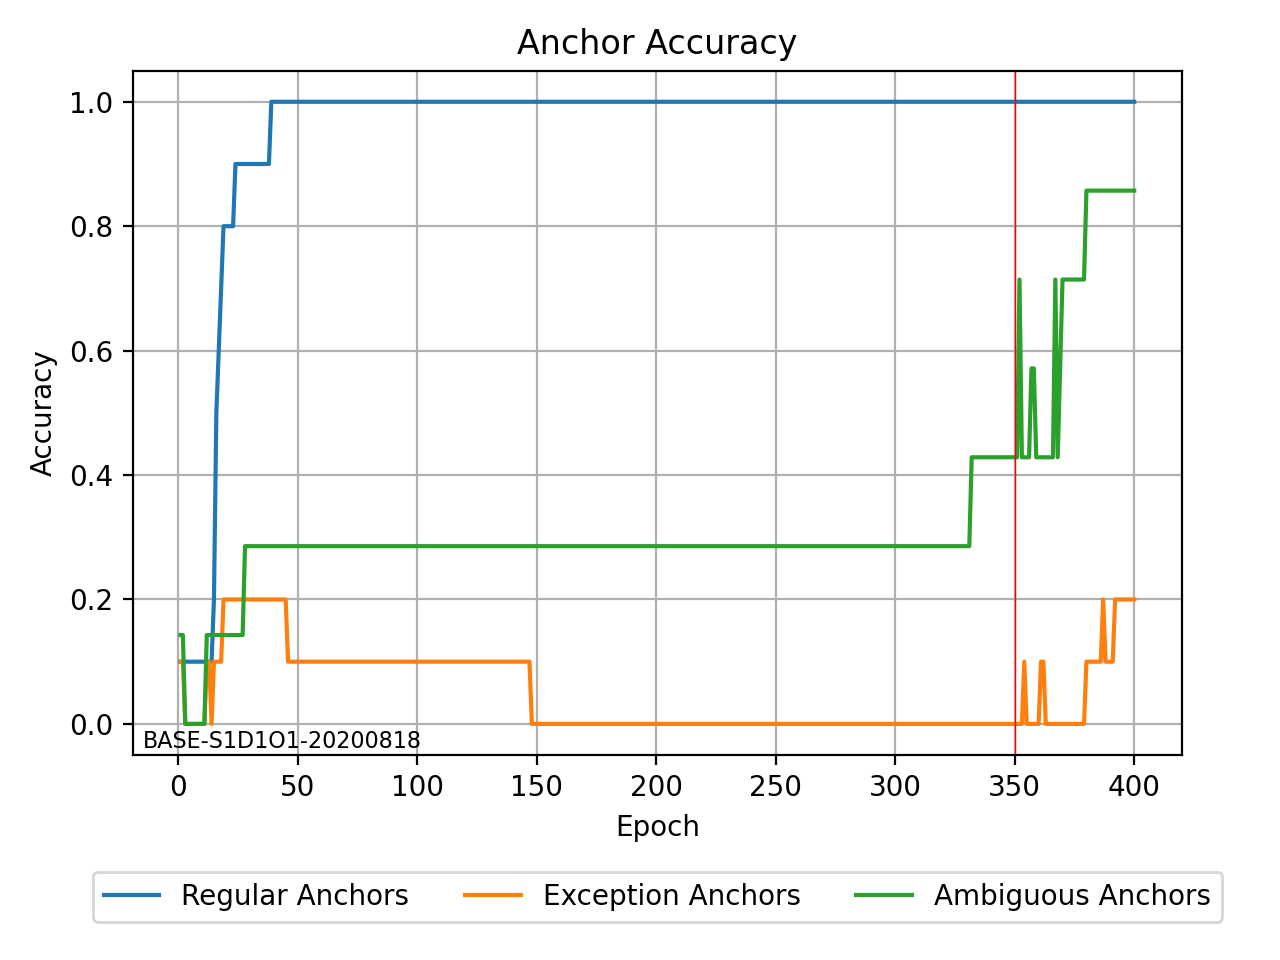 Anchor Accuracy
Accuracy
1.0
0.8
0.6
0.4
0.2
0.0
BASE-S1D1O1-20200818
0 50 100 150 200 250 300 350 400
Epoch
Regular Anchors Exception Anchors Ambiguous Anchors